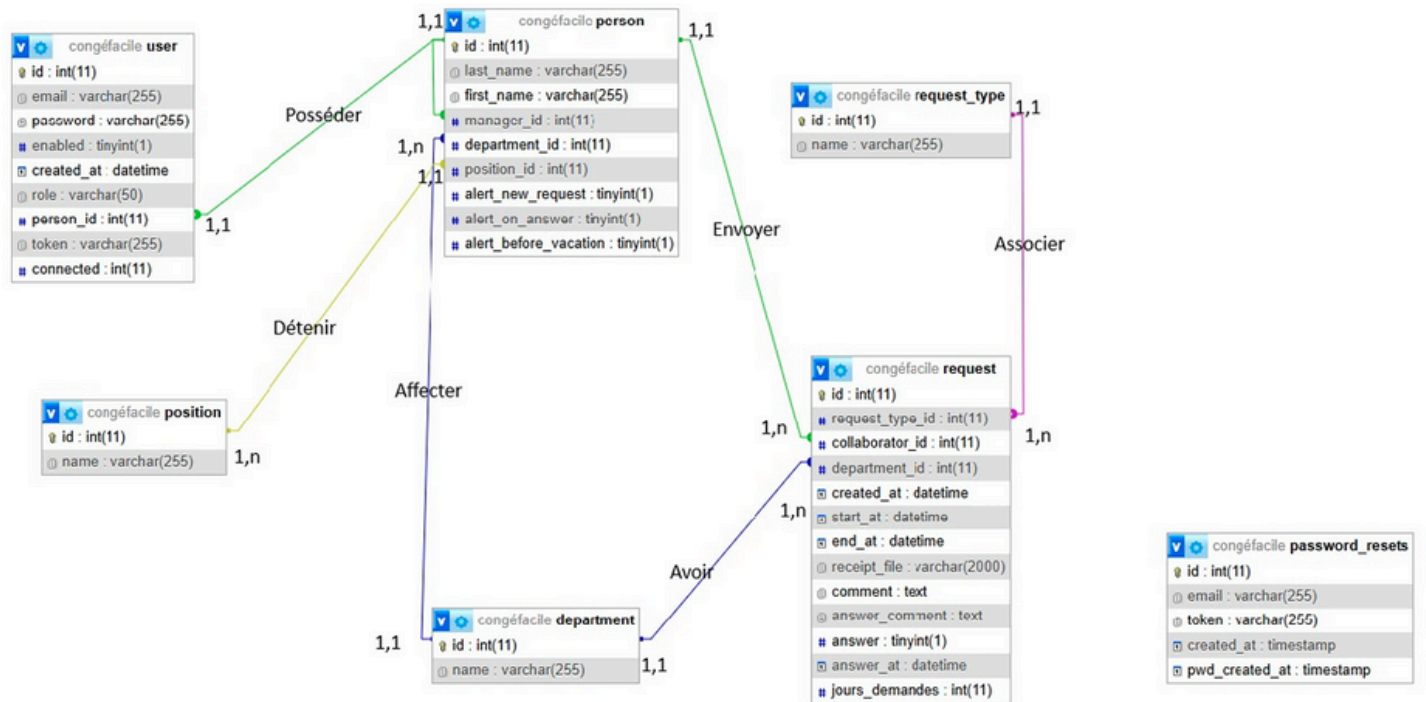 congéfacile user
id : int(11)
email : varchar(255)
password : varchar(255)
enabled : tinyint(1)
created_at : datetime
role : varchar(50)
person_id : int(11)
token : varchar(255)
connected : int(11)
1,1
Posséder
1,1
congéfacile person
id : int(11)
last_name : varchar(255)
first_name : varchar(255)
manager_id : int(11)
department_id : int(11)
position_id : int(11)
alert_new_request : tinyint(1)
alert_on_answer : tinyint(1)
alert_before_vacation : tinyint(1)
1,n
1,1
1,1
Envoyer
1,n
congéfacile request_type
id : int(11)
name : varchar(255)
1,1
Associer
1,n
Détenir
congéfacile position
id : int(11)
name : varchar(255)
1,n
Affecter
1,1
congéfacile department
id : int(11)
name : varchar(255)
1,1
Avoir
1,n
congéfacile request
id : int(11)
request_type_id : int(11)
collaborator_id : int(11)
department_id : int(11)
created_at : datetime
start_at : datetime
end_at : datetime
receipt_file : varchar(2000)
comment : text
answer_comment : text
answer : tinyint(1)
answer_at : datetime
jours_demandes : int(11)
congéfacile password_resets
id : int(11)
email : varchar(255)
token : varchar(255)
created_at : timestamp
pwd_created_at : timestamp